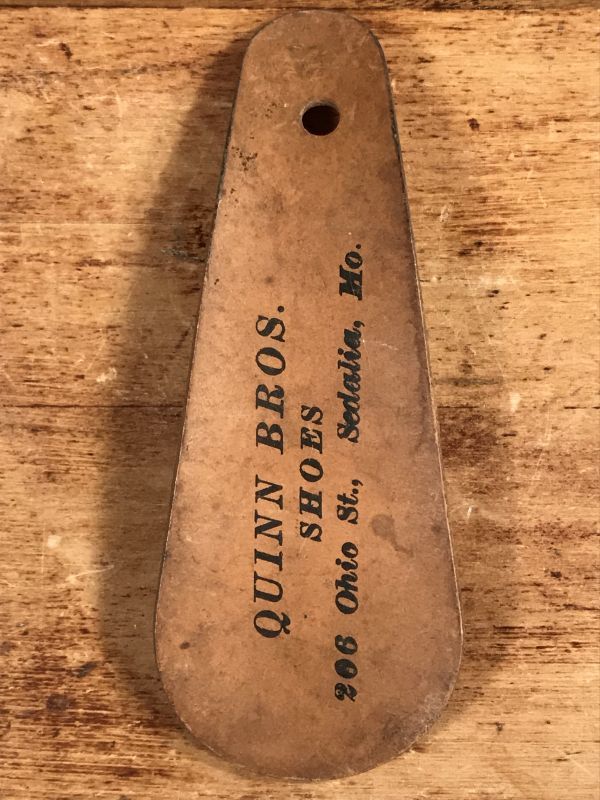 QUINN BROS.
SHOES
206 Ohio St., Sedalia, Mo.